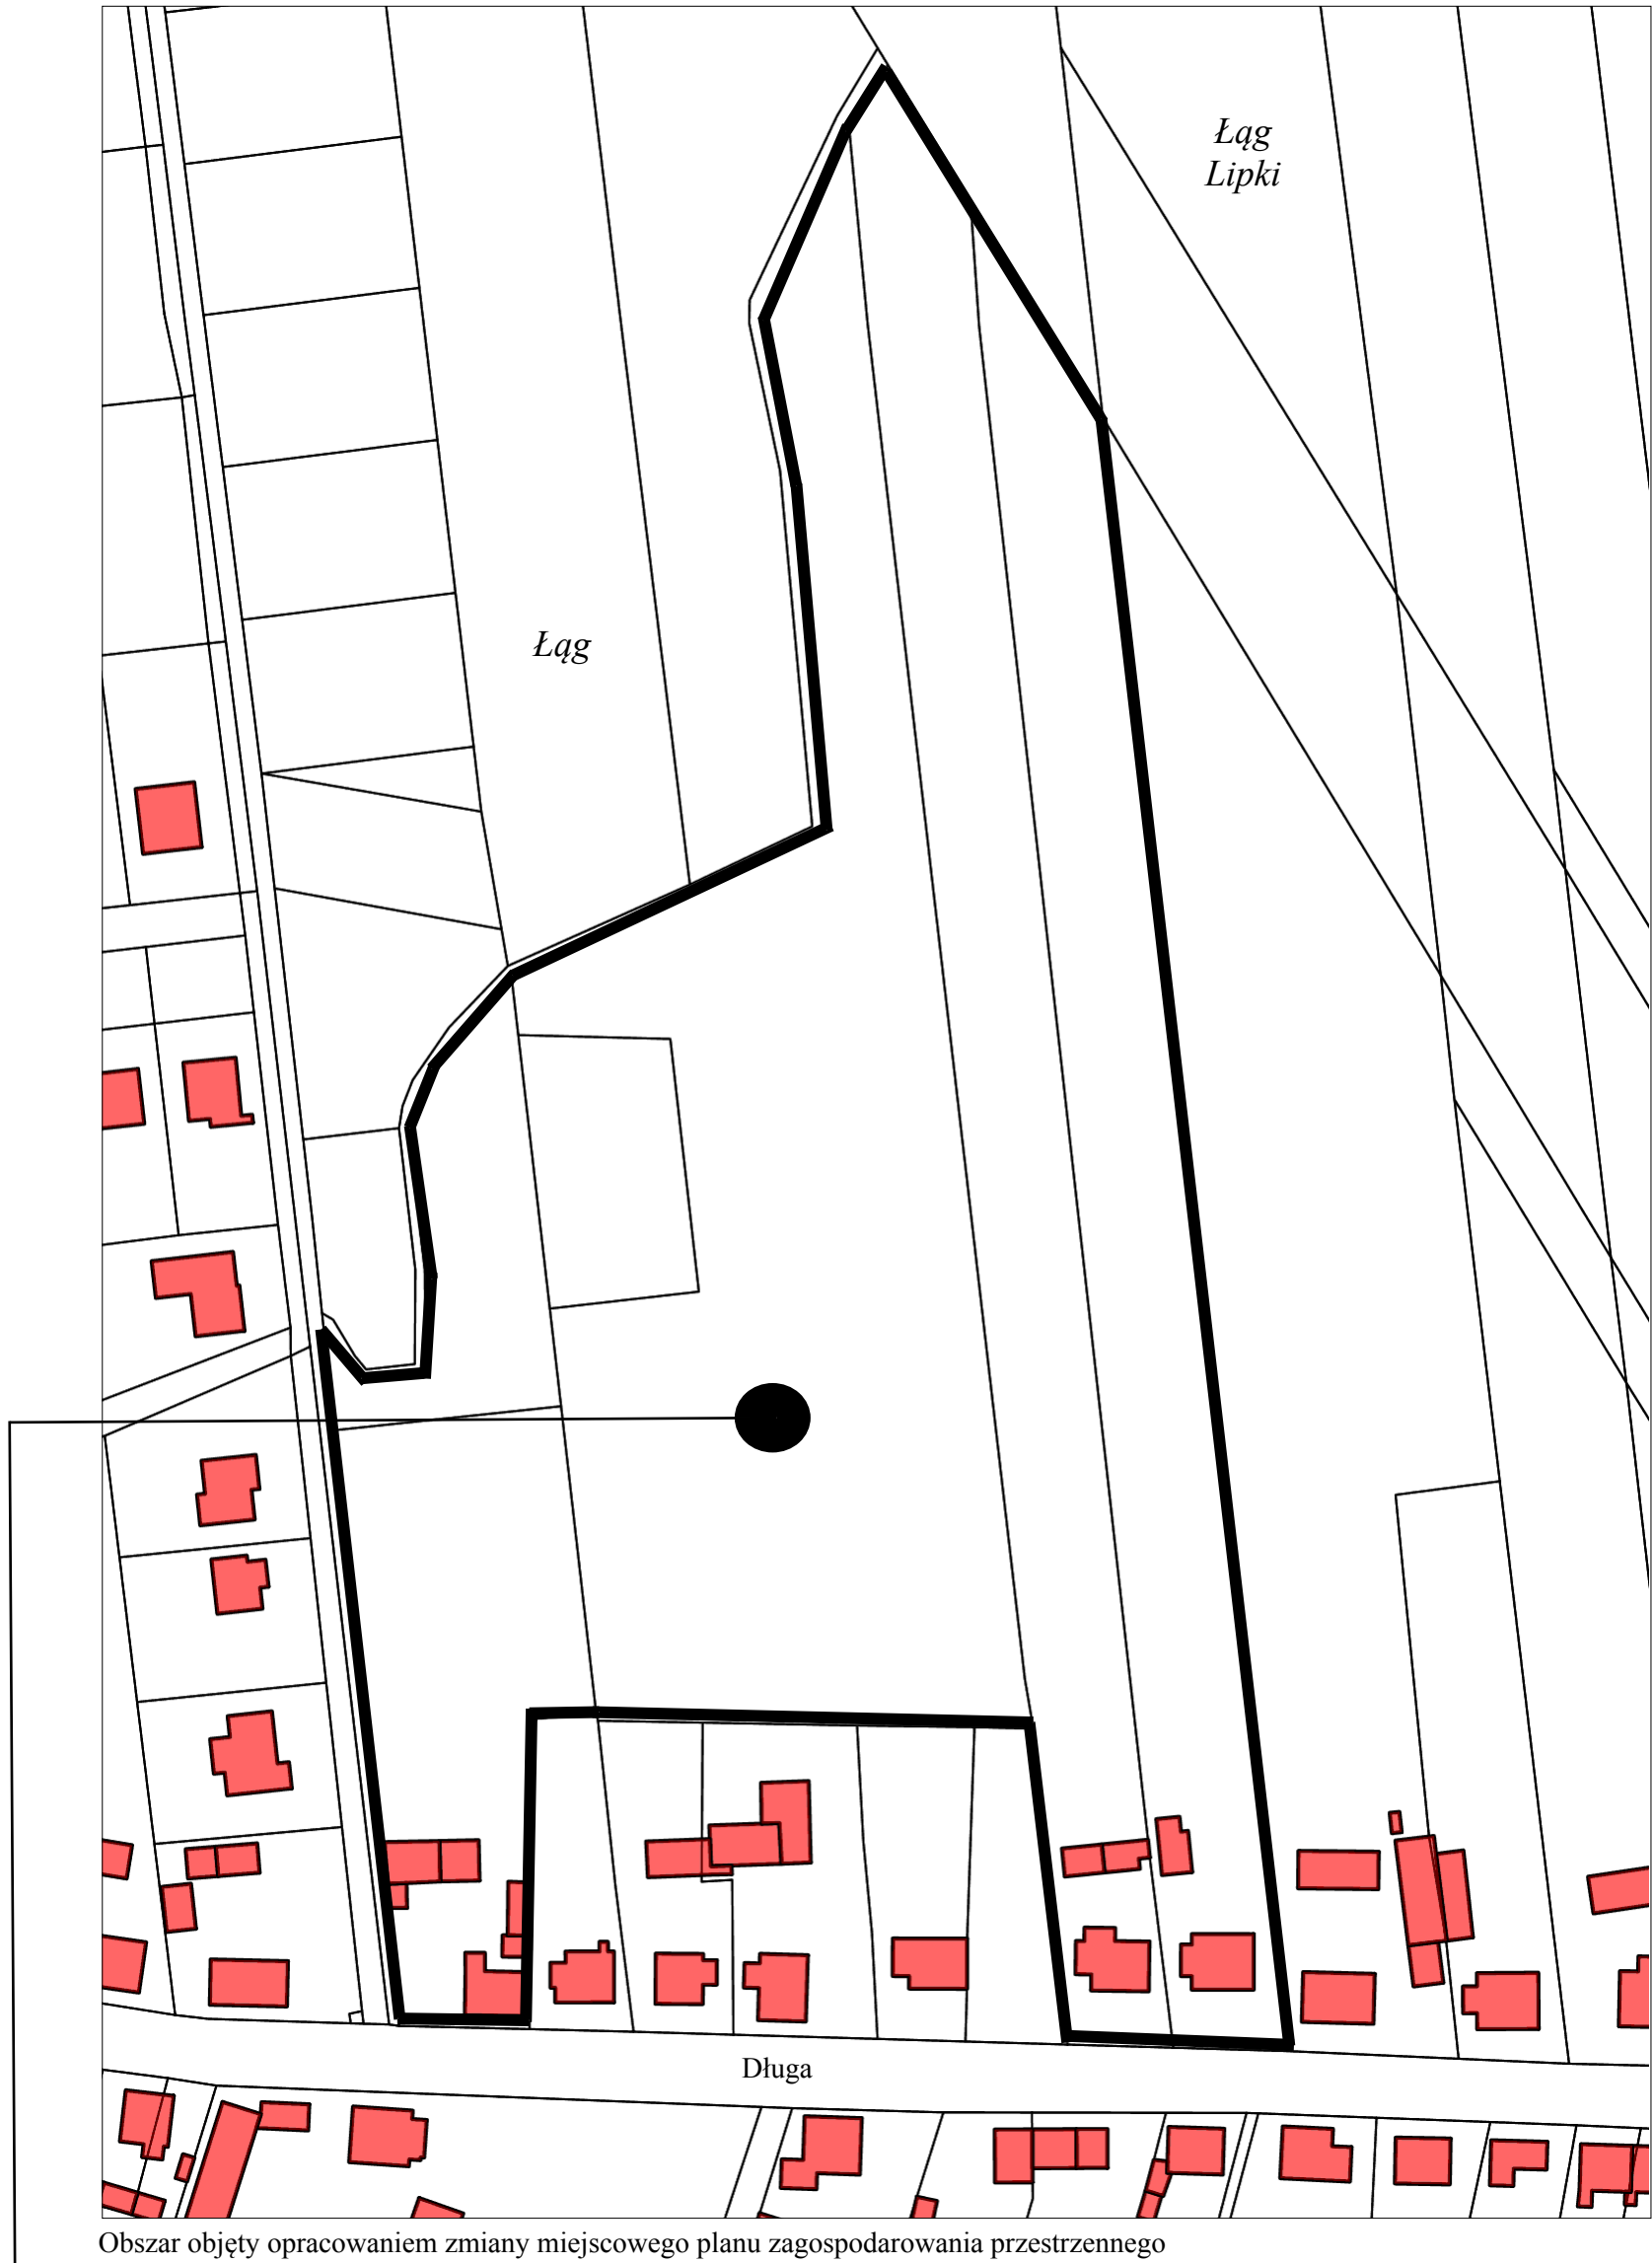 Łąg
Lipki
Łąg
Długa
Obszar objęty opracowaniem zmiany miejscowego planu zagospodarowania przestrzennego